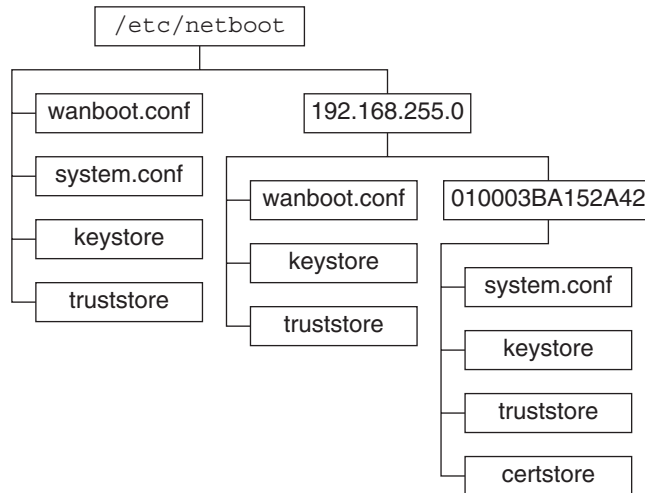 /etc/netboot
wanboot.conf
system.conf
keystore
truststore
192.168.255.0
wanboot.conf
keystore
truststore
010003BA152A42
system.conf
keystore
truststore
certstore